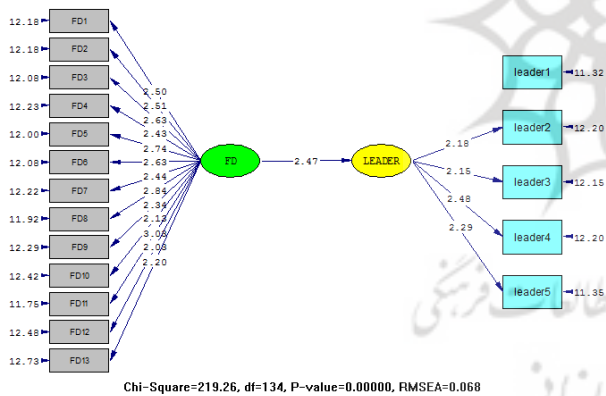 12.18 FD1
12.18 FD2
12.08 FD3
12.23 FD4
12.00 FD5
12.08 FD6
12.22 FD7
11.92 FD8
12.29 FD9
12.42 FD10
11.75 FD11
12.48 FD12
12.73 FD13
2.50
2.51
2.63
2.43
2.74
2.63
2.44
2.84
2.34
2.13
3.08
2.08
2.20
FD
2.47
LEADER
2.18
2.15
2.48
2.29
leader1 11.32
leader2 12.20
leader3 12.15
leader4 12.20
leader5 11.35
Chi-Square=219.26, df=134, P-value=0.00000, RMSEA=0.068